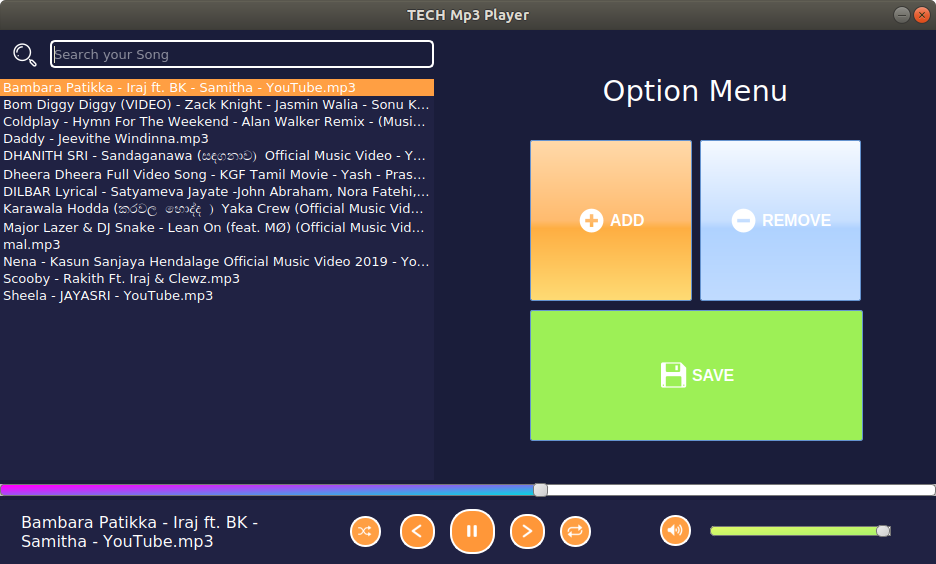 TECH Mp3 Player
Search your Song
Bambara Patikka - Iraj ft. BK - Samitha - YouTube.mp3
Bom Diggy Diggy (VIDEO) - Zack Knight - Jasmin Walia - Sonu K...
Coldplay - Hymn For The Weekend - Alan Walker Remix - (Musi...
Daddy - Jeevithe Windinna.mp3
DHANITH SRI - Sandaganawa (සඳගනාව) Official Music Video - Y...
Dheera Dheera Full Video Song - KGF Tamil Movie - Yash - Pras...
DILBAR Lyrical - Satyameva Jayate -John Abraham, Nora Fatehi,...
Karawala Hodda (කරවල හොද්ද ) Yaka Crew (Official Music Vid...
Major Lazer & DJ Snake - Lean On (feat. MØ) (Official Music Vid...
mal.mp3
Nena - Kasun Sanjaya Hendalage Official Music Video 2019 - Yo...
Scooby - Rakith Ft. Iraj & Clewz.mp3
Sheela - JAYASRI - YouTube.mp3
Option Menu
ADD
REMOVE
SAVE
Bambara Patikka - Iraj ft. BK -
Samitha - YouTube.mp3